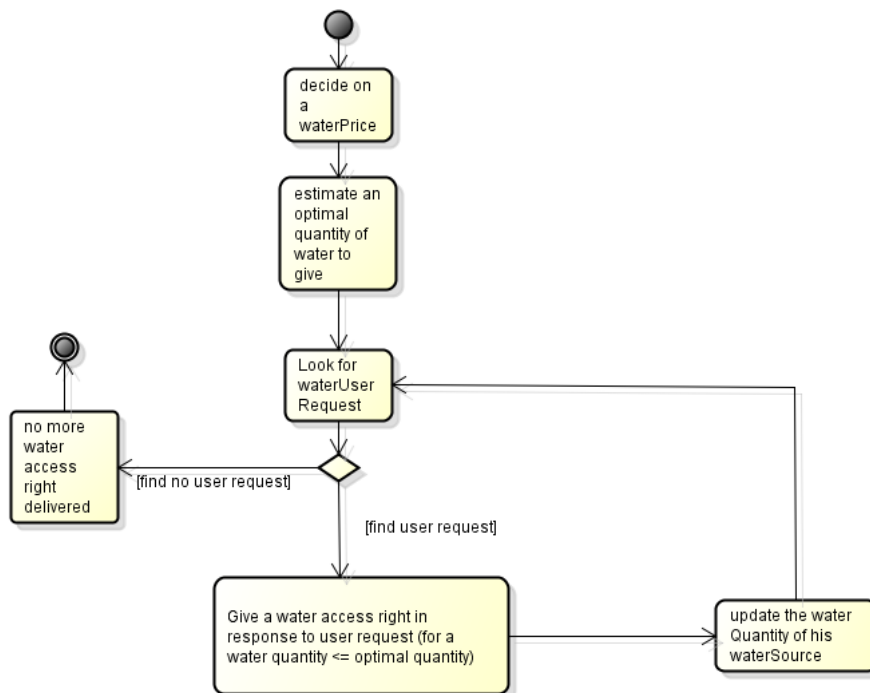 decide on
a
waterPrice
estimate an
optimal
quantity of
water to
give
Look for
waterUser
Request
no more
water
access
right
delivered
[find no user request]
[find user request]
Give a water access right in
response to user request (for a
water quantity <= optimal quantity)
update the water
Quantity of his
waterSource